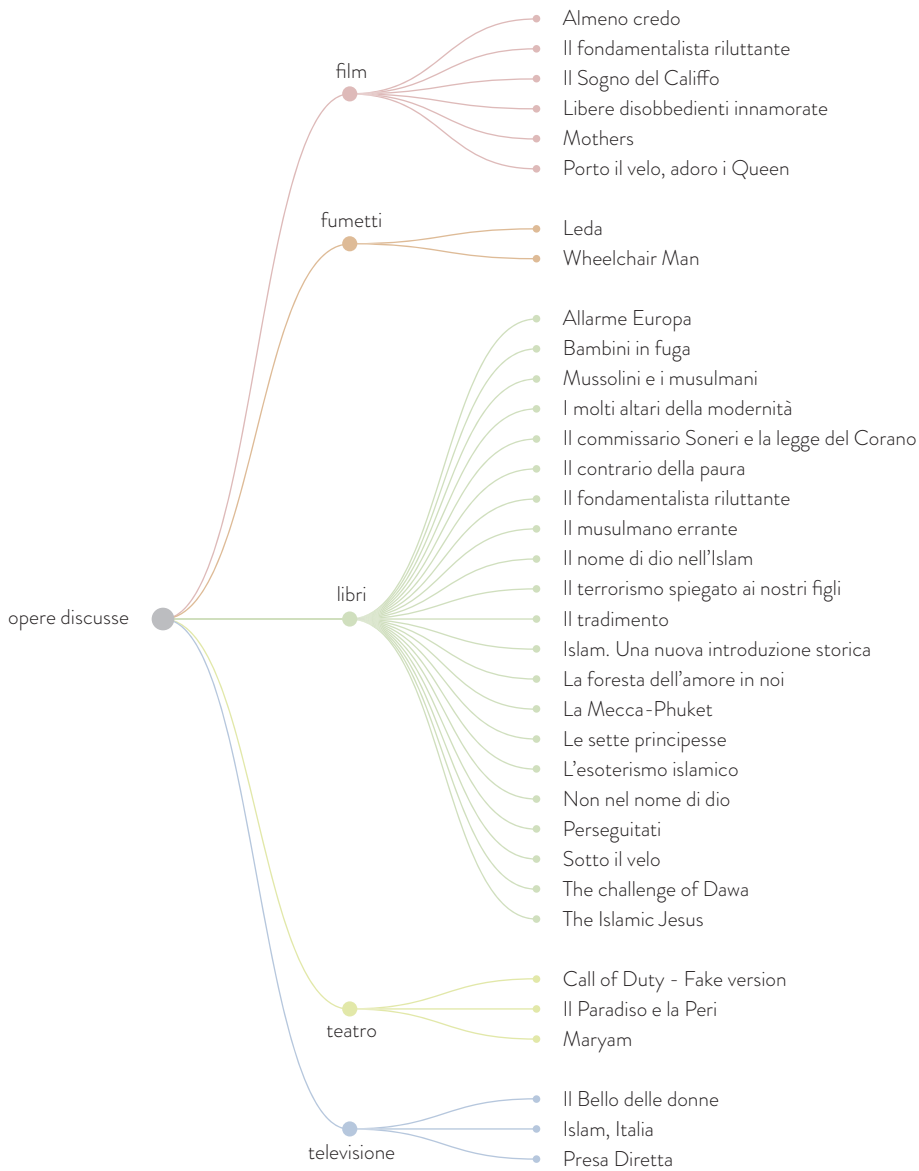 opere discusse
film
Almeno credo
Il fondamentalista riluttante
Il Sogno del Califfo
Libere disobbedienti innamorate
Mothers
Porto il velo, adoro i Queen
fumetti
Leda
Wheelchair Man
libri
Allarme Europa
Bambini in fuga
Mussolini e i musulmani
I molti altari della modernità
Il commissario Soneri e la legge del Corano
Il contrario della paura
Il fondamentalista riluttante
Il musulmano errante
Il nome di dio nell'Islam
Il terrorismo spiegato ai nostri figli
Il tradimento
Islam. Una nuova introduzione storica
La foresta dell'amore in noi
La Mecca-Phuket
Le sette principesse
L'esoterismo islamico
Non nel nome di dio
Perseguitati
Sotto il velo
The challenge of Dawa
The Islamic Jesus
teatro
Call of Duty - Fake version
Il Paradiso e la Peri
Maryam
televisione
Il Bello delle donne
Islam, Italia
Presa Diretta